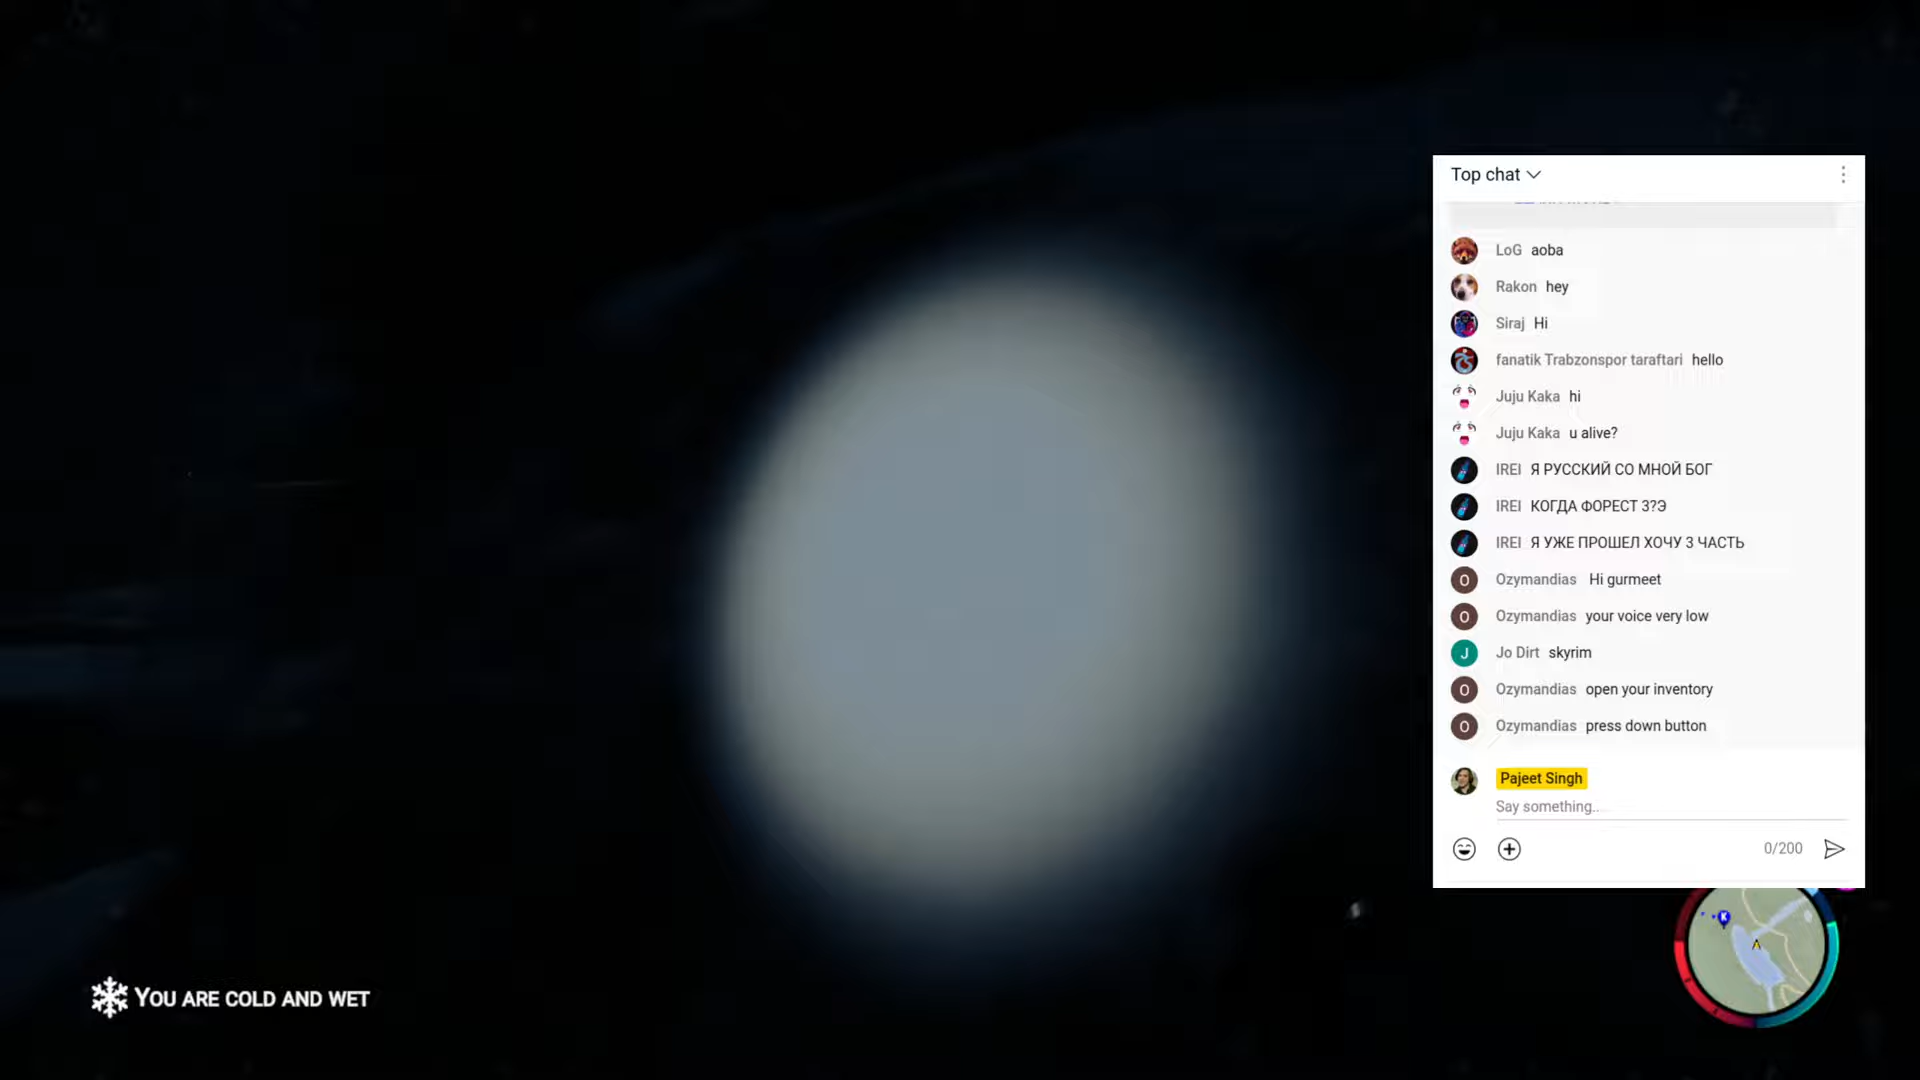 Top chat
LoG aoba
Rakon hey
Siraj Hi
fanatik Trabzonspor taraftari hello
Juju Kaka hi
Juju Kaka u alive?
IREI Я РУССКИЙ СО МНОЙ БОГ
IREI КОГДА ФОРЕСТ 3?Э
IREI Я УЖЕ ПРОШЕЛ ХОЧУ 3 ЧАСТЬ
O Ozymandias Hi gurmeet
O Ozymandias your voice very low
J Jo Dirt skyrim
O Ozymandias open your inventory
O Ozymandias press down button
Pajeet Singh
Say something...
0/200
K
YOU ARE COLD AND WET